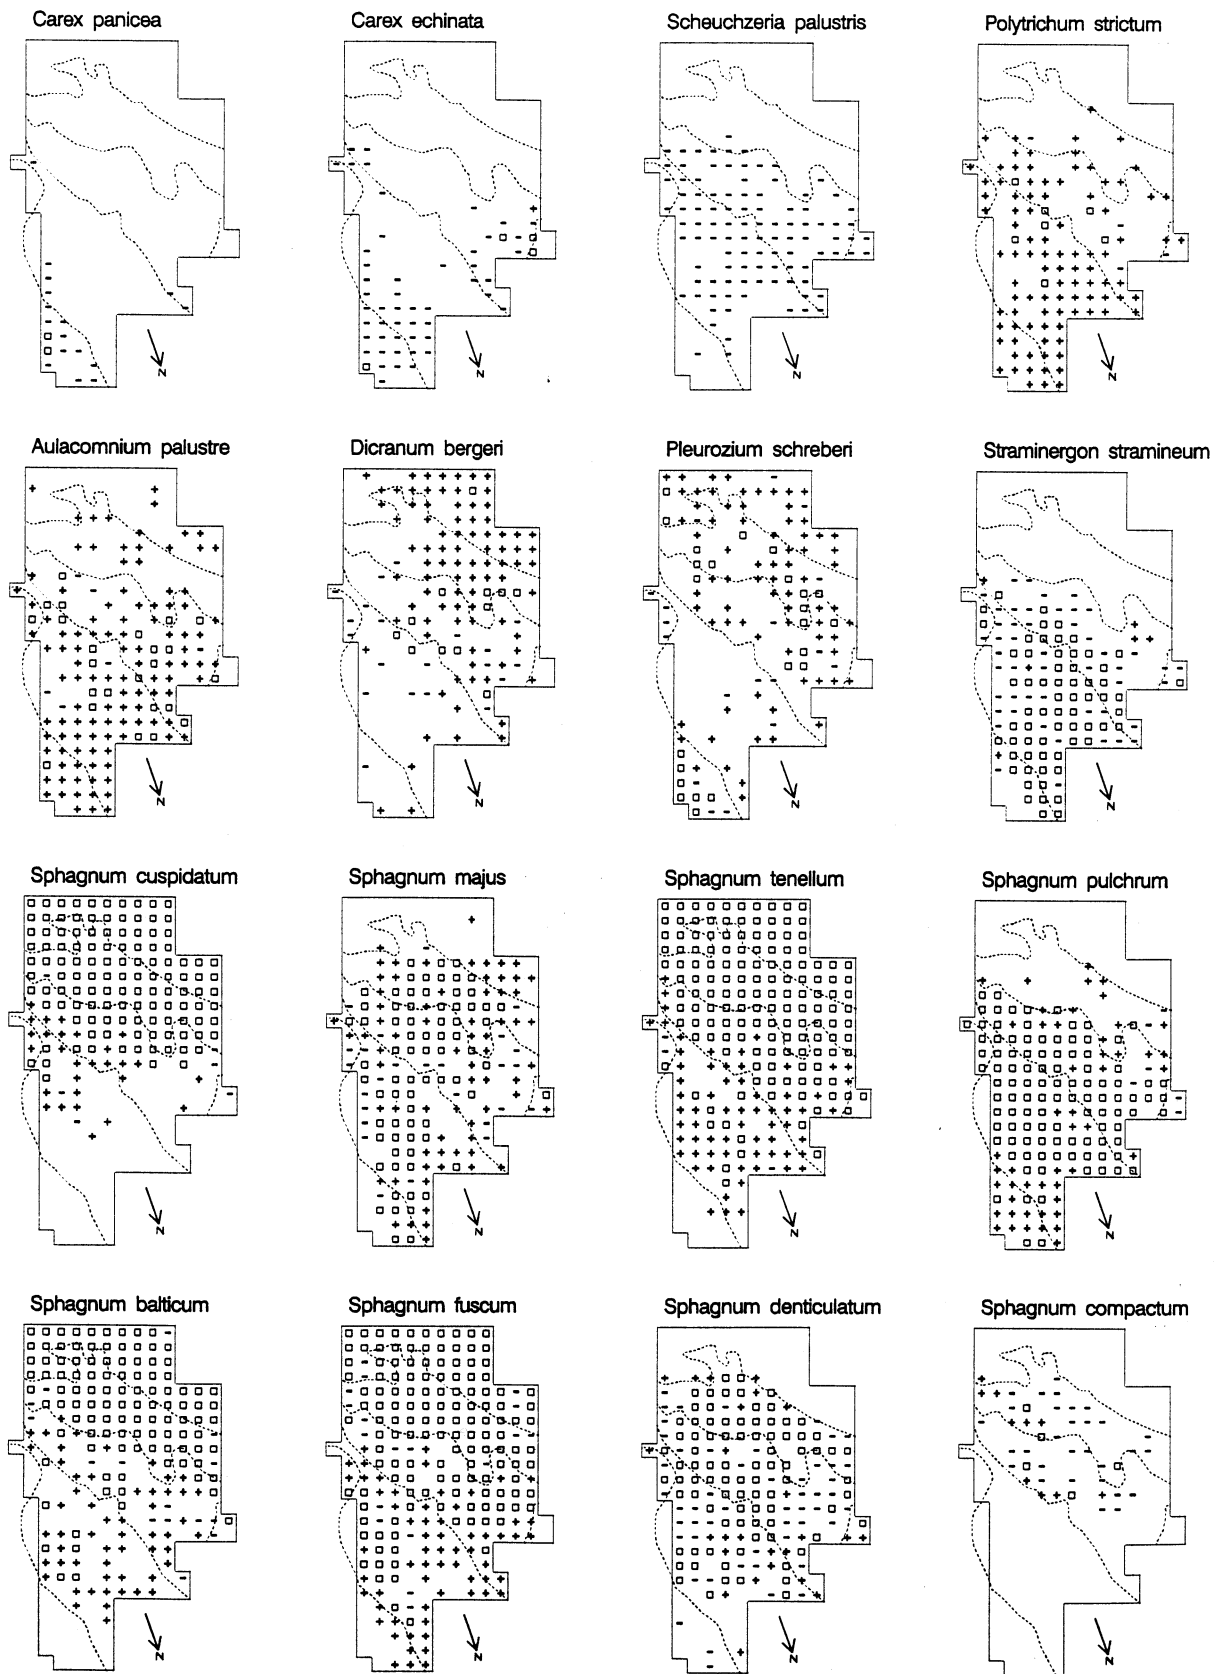 Carex panicea
Carex echinata
Scheuchzeria palustris
Polytrichum strictum
N
N
N
N
Aulacomnium palustre
Dicranum bergeri
Pleurozium schreberi
Straminergon stramineum
N
N
N
N
Sphagnum cuspidatum
Sphagnum majus
Sphagnum tenellum
Sphagnum pulchrum
N
N
N
N
Sphagnum balticum
Sphagnum fuscum
Sphagnum denticulatum
Sphagnum compactum
N
N
N
N